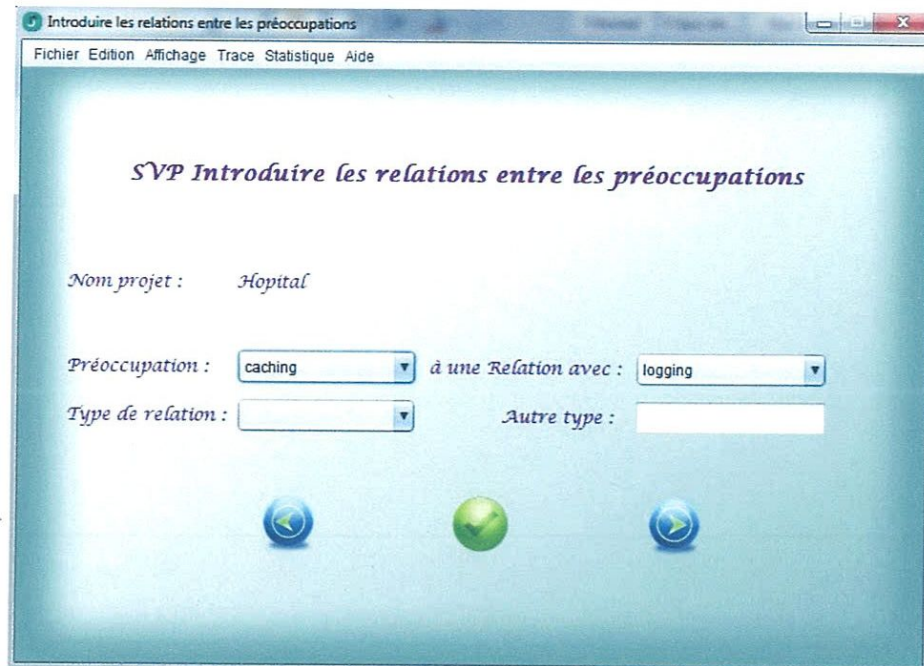 Introduire les relations entre les préoccupations
Fichier Edition Affichage Trace Statistique Aide
SVP Introduire les relations entre les préoccupations
Nom projet : Hopital
Préoccupation : caching à une Relation avec : logging
Type de relation : Autre type :